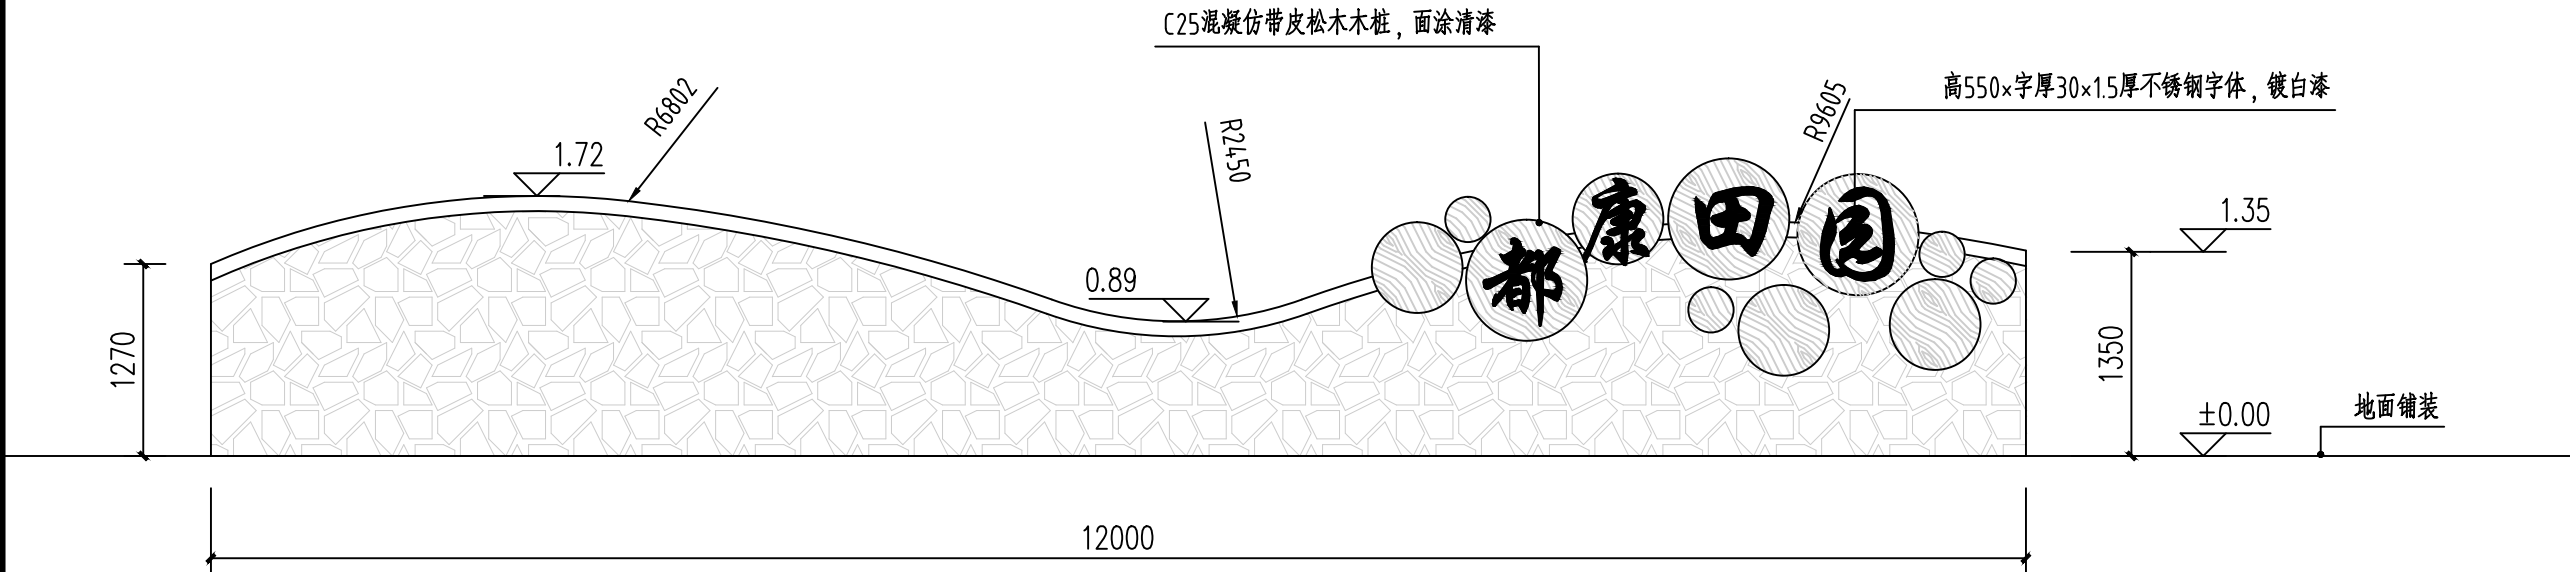 C25混凝仿带皮松木木桩，面涂清漆
高550×字厚30×1.5厚不锈钢字体，镀白漆
R6802
R2450
R9605
1.72
0.89
1.35
都康田园
1270
1350
±0.00
地面铺装
12000